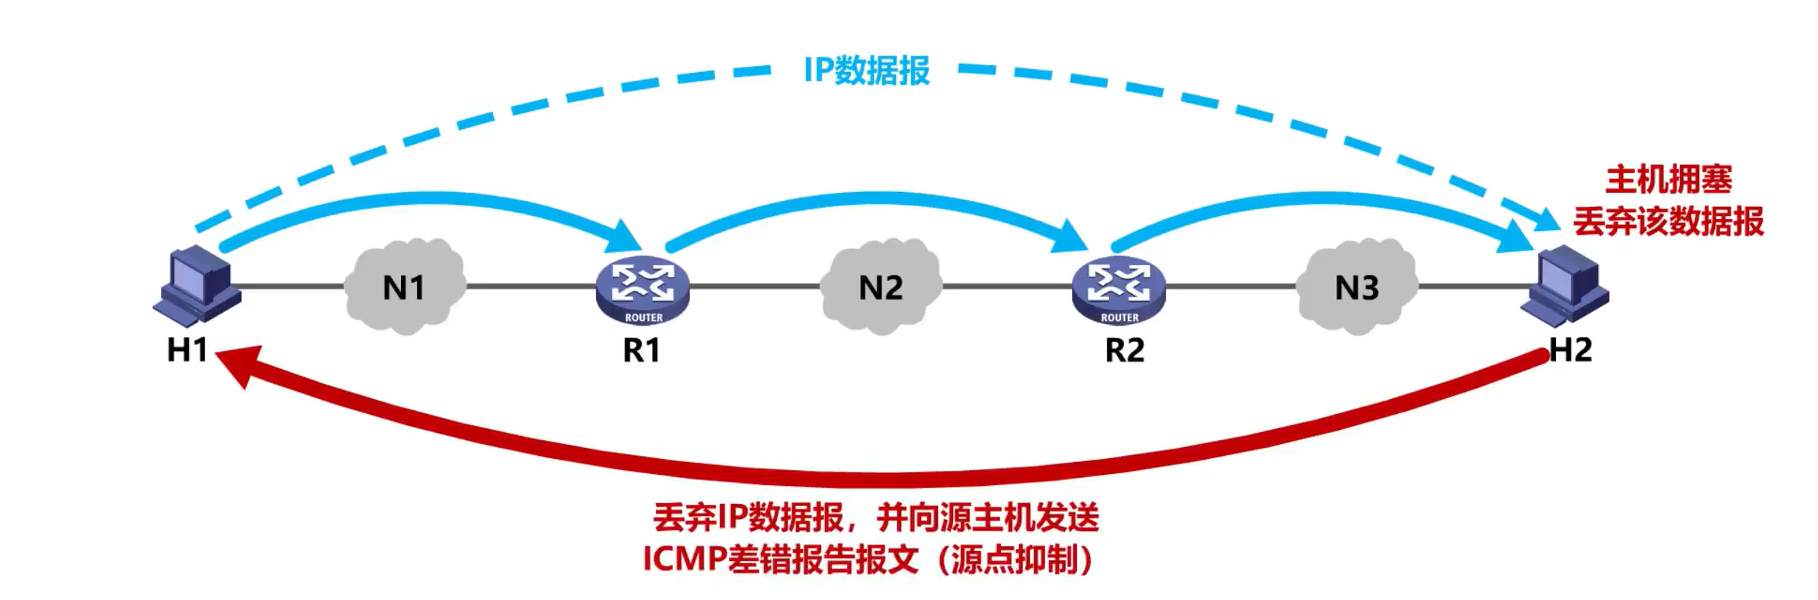 IP数据报
主机拥塞
丢弃该数据报
N1
N2
N3
ROUTER
ROUTER
H1
R1
R2
H2
丢弃IP数据报，并向源主机发送
ICMP差错报告报文（源点抑制）